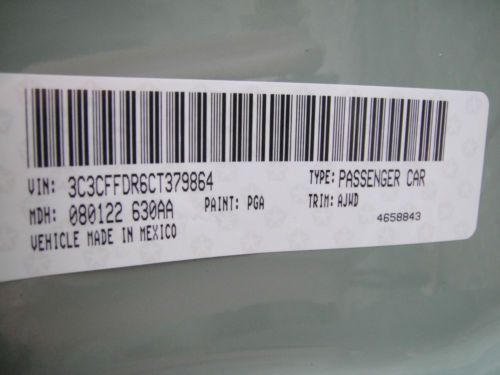 VIN: 3C3CFFDR6CT379864 TYPE: PASSENGER CAR
MDH: 080122 630AA PAINT: PGA TRIM: AJWD
VEHICLE MADE IN MEXICO 4658843